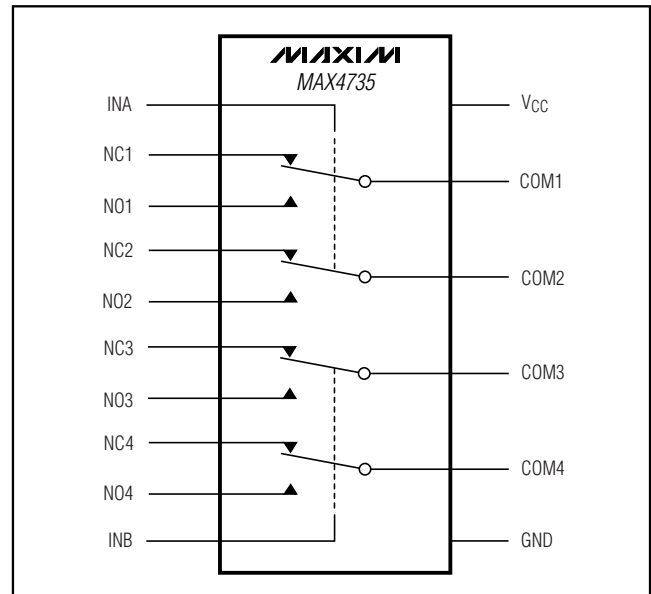 MAXIM
MAX4735
INA
VCC
NC1
COM1
NO1
NC2
COM2
NO2
NC3
COM3
NO3
NC4
COM4
NO4
INB
GND